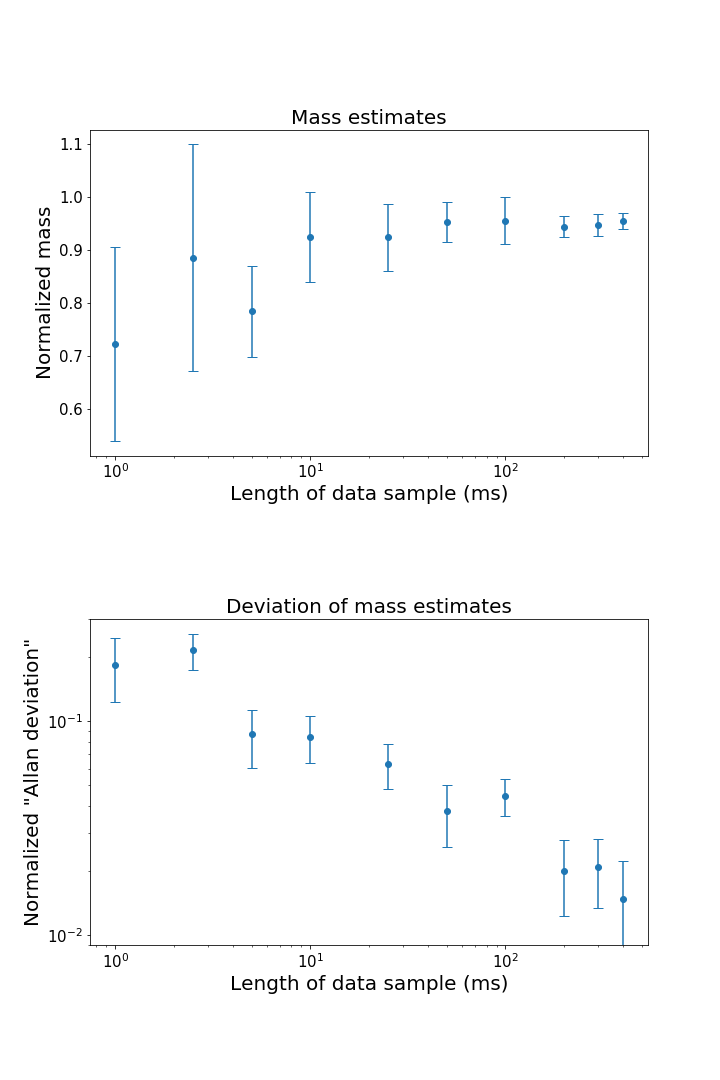 Mass estimates
Normalized mass
1.1
1.0
0.9
0.8
0.7
0.6
10⁰ 10¹ 10²
Length of data sample (ms)
Deviation of mass estimates
Normalized "Allan deviation"
10⁻¹
10⁻²
10⁰ 10¹ 10²
Length of data sample (ms)